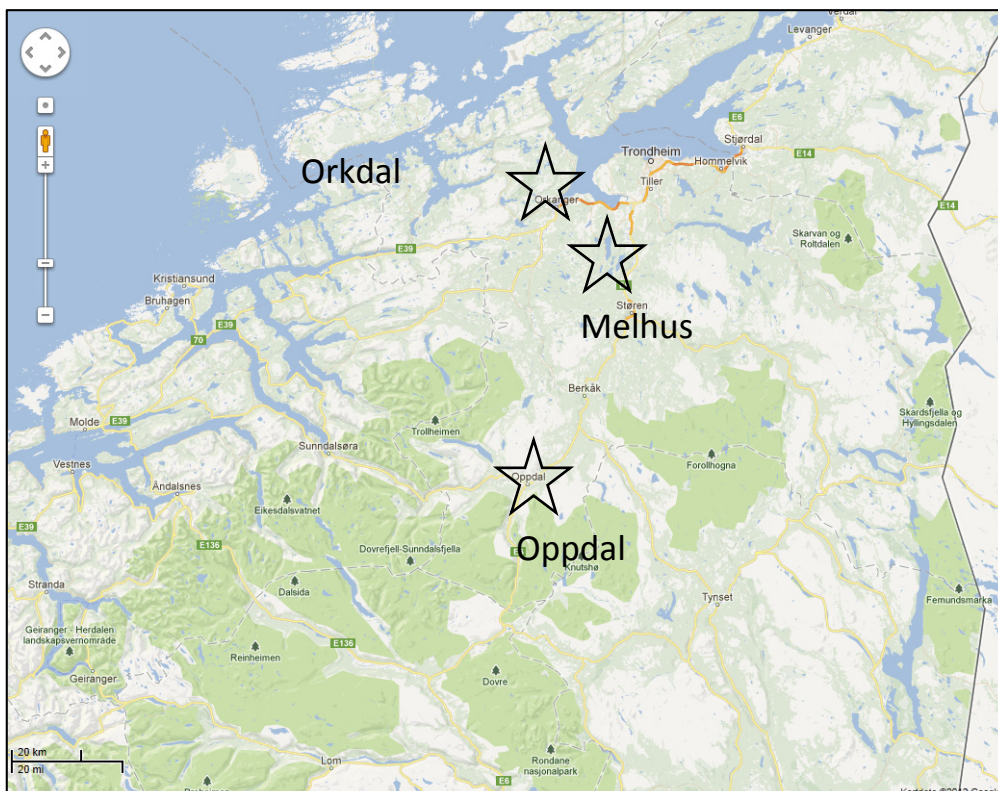 Verdal
Levanger
E6
Stjørdal
Trondheim
E14
Hommelvik
Orkdal
Tiller
Orkanger
E14
Skarvan og
Roltdalen
E39
Kristiansund
Bruhagen
E39
Støren
Melhus
70
Berkåk
Skardsfjella og
Hyllingsdalen
Molde
E39
Trollheimen
Sunndalsøra
Forollhogna
Vestnes
Oppdal
Åndalsnes
Eikesdalsvatnet
E39
E136
Dovrefjell-Sunndalsfjella
Oppdal
Knutshø
Stranda
Dalsida
Tynset
Femundsmarka
Geiranger - Herdalen
landskapsvernområde
E136
Reinheimen
Geiranger
Dovre
20 km
20 mi
Lom
Rondane
nasjonalpark
E6